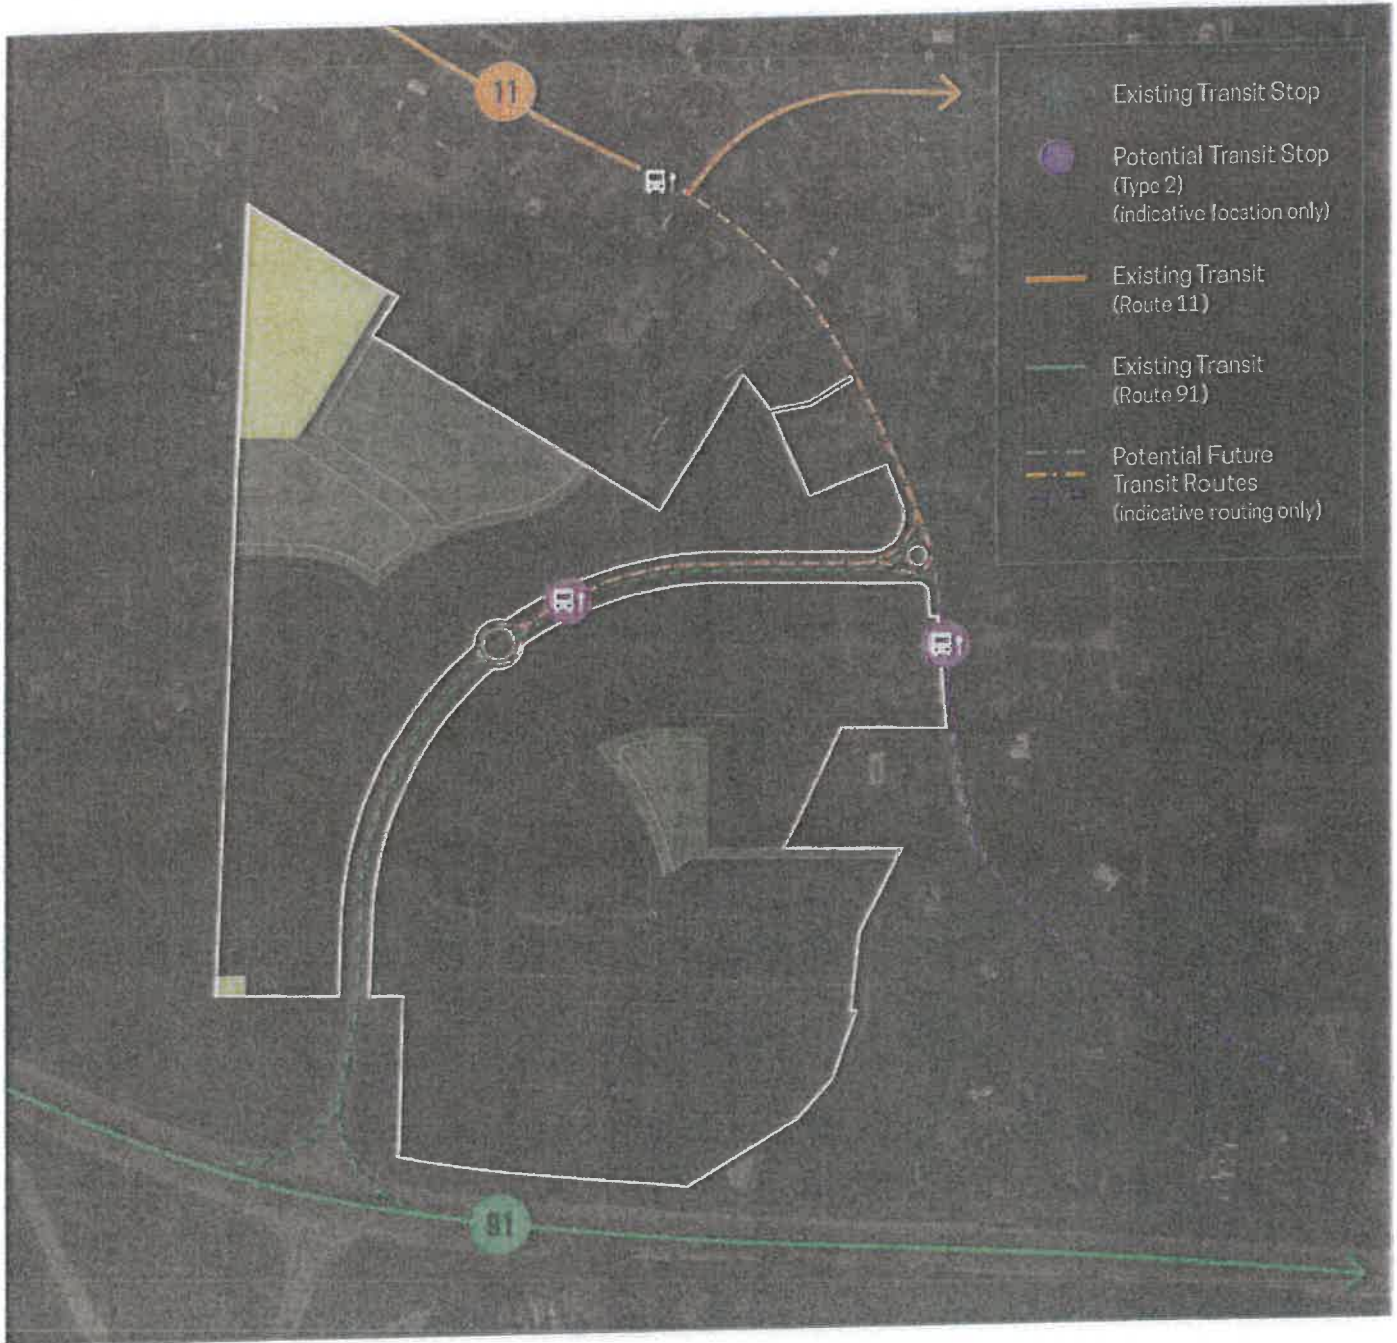 11
Existing Transit Stop
Potential Transit Stop
(Type 2)
(indicative location only)
Existing Transit
(Route 11)
Existing Transit
(Route 91)
Potential Future
Transit Routes
(indicative routing only)
91